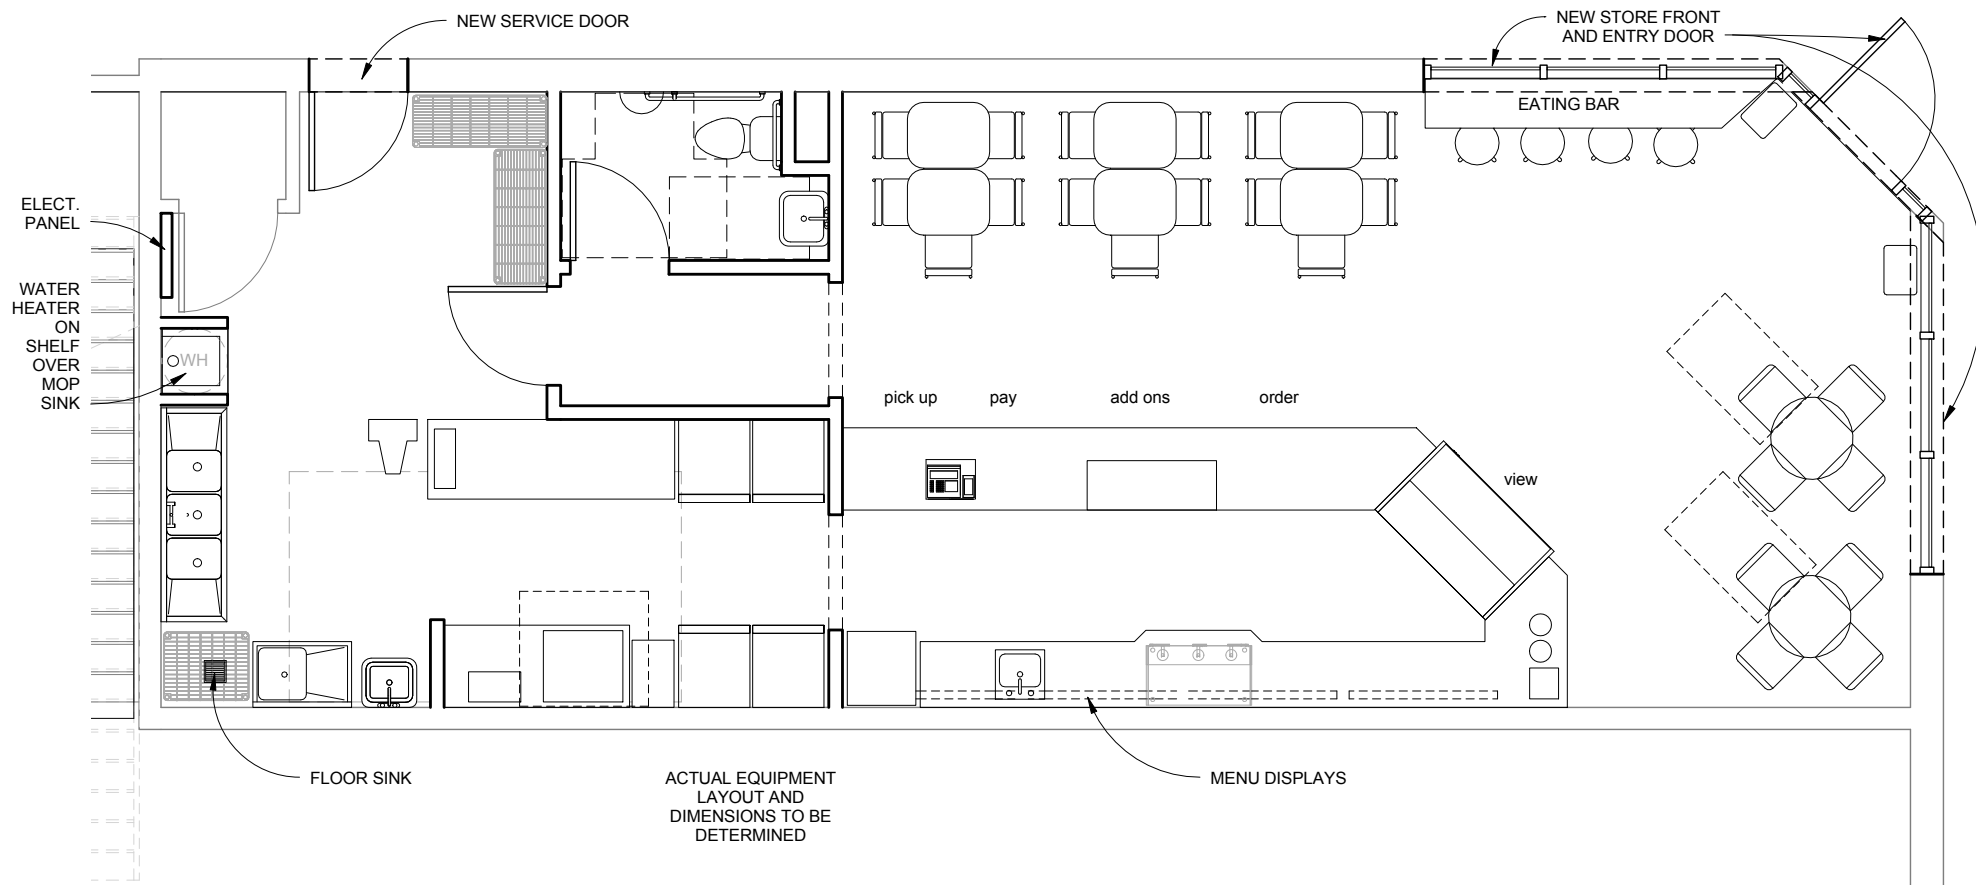 NEW SERVICE DOOR
NEW STORE FRONT
AND ENTRY DOOR
EATING BAR
ELECT.
PANEL
WATER
HEATER
ON
SHELF
OVER
MOP
SINK
WH
pick up
pay
add ons
order
view
FLOOR SINK
ACTUAL EQUIPMENT
LAYOUT AND
DIMENSIONS TO BE
DETERMINED
MENU DISPLAYS